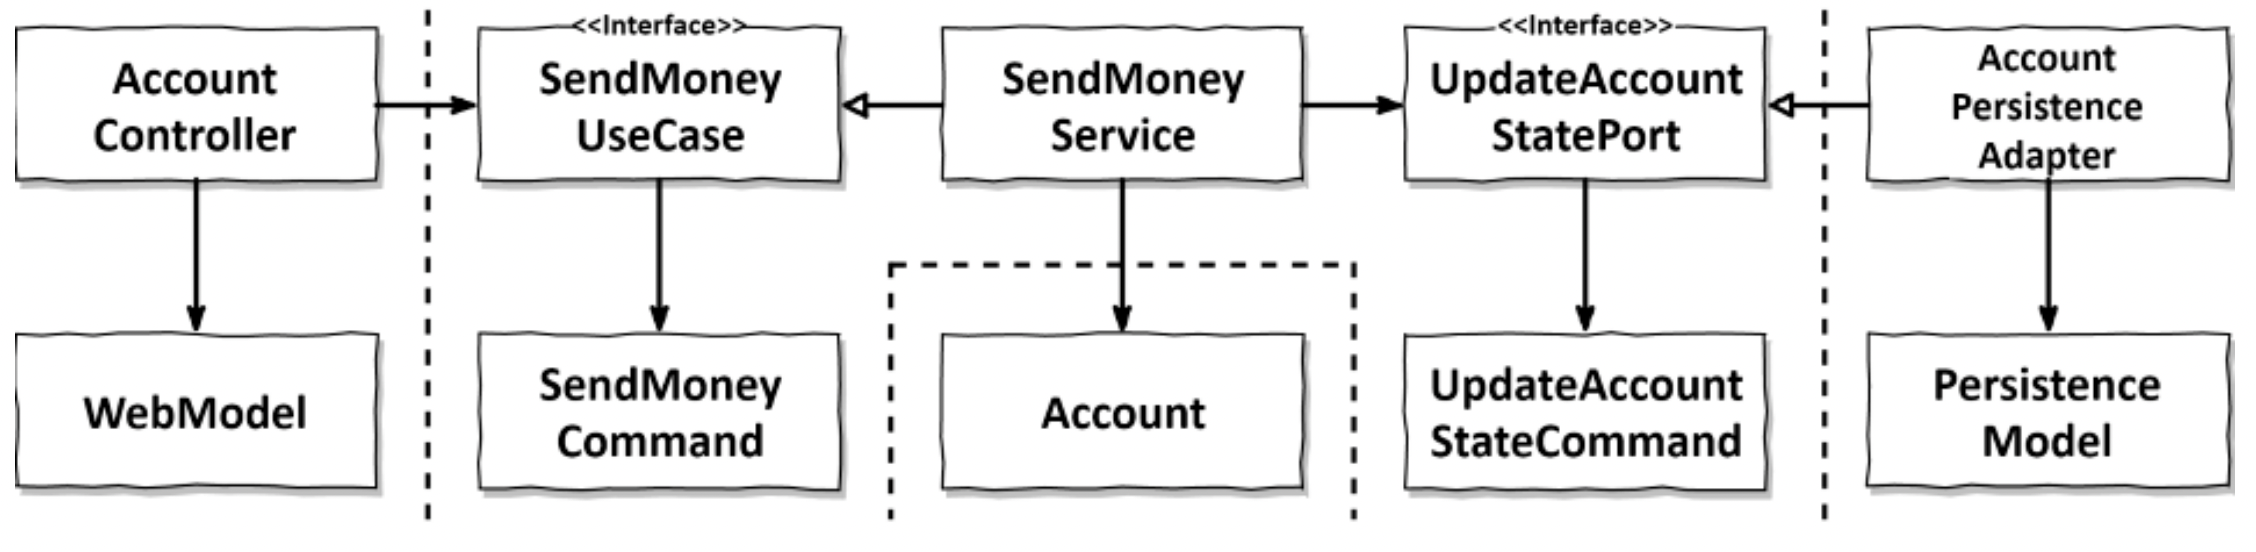 Account
Controller
<<Interface>>
SendMoney
UseCase
SendMoney
Service
<<Interface>>
UpdateAccount
StatePort
Account
Persistence
Adapter
WebModel
SendMoney
Command
Account
UpdateAccount
StateCommand
Persistence
Model